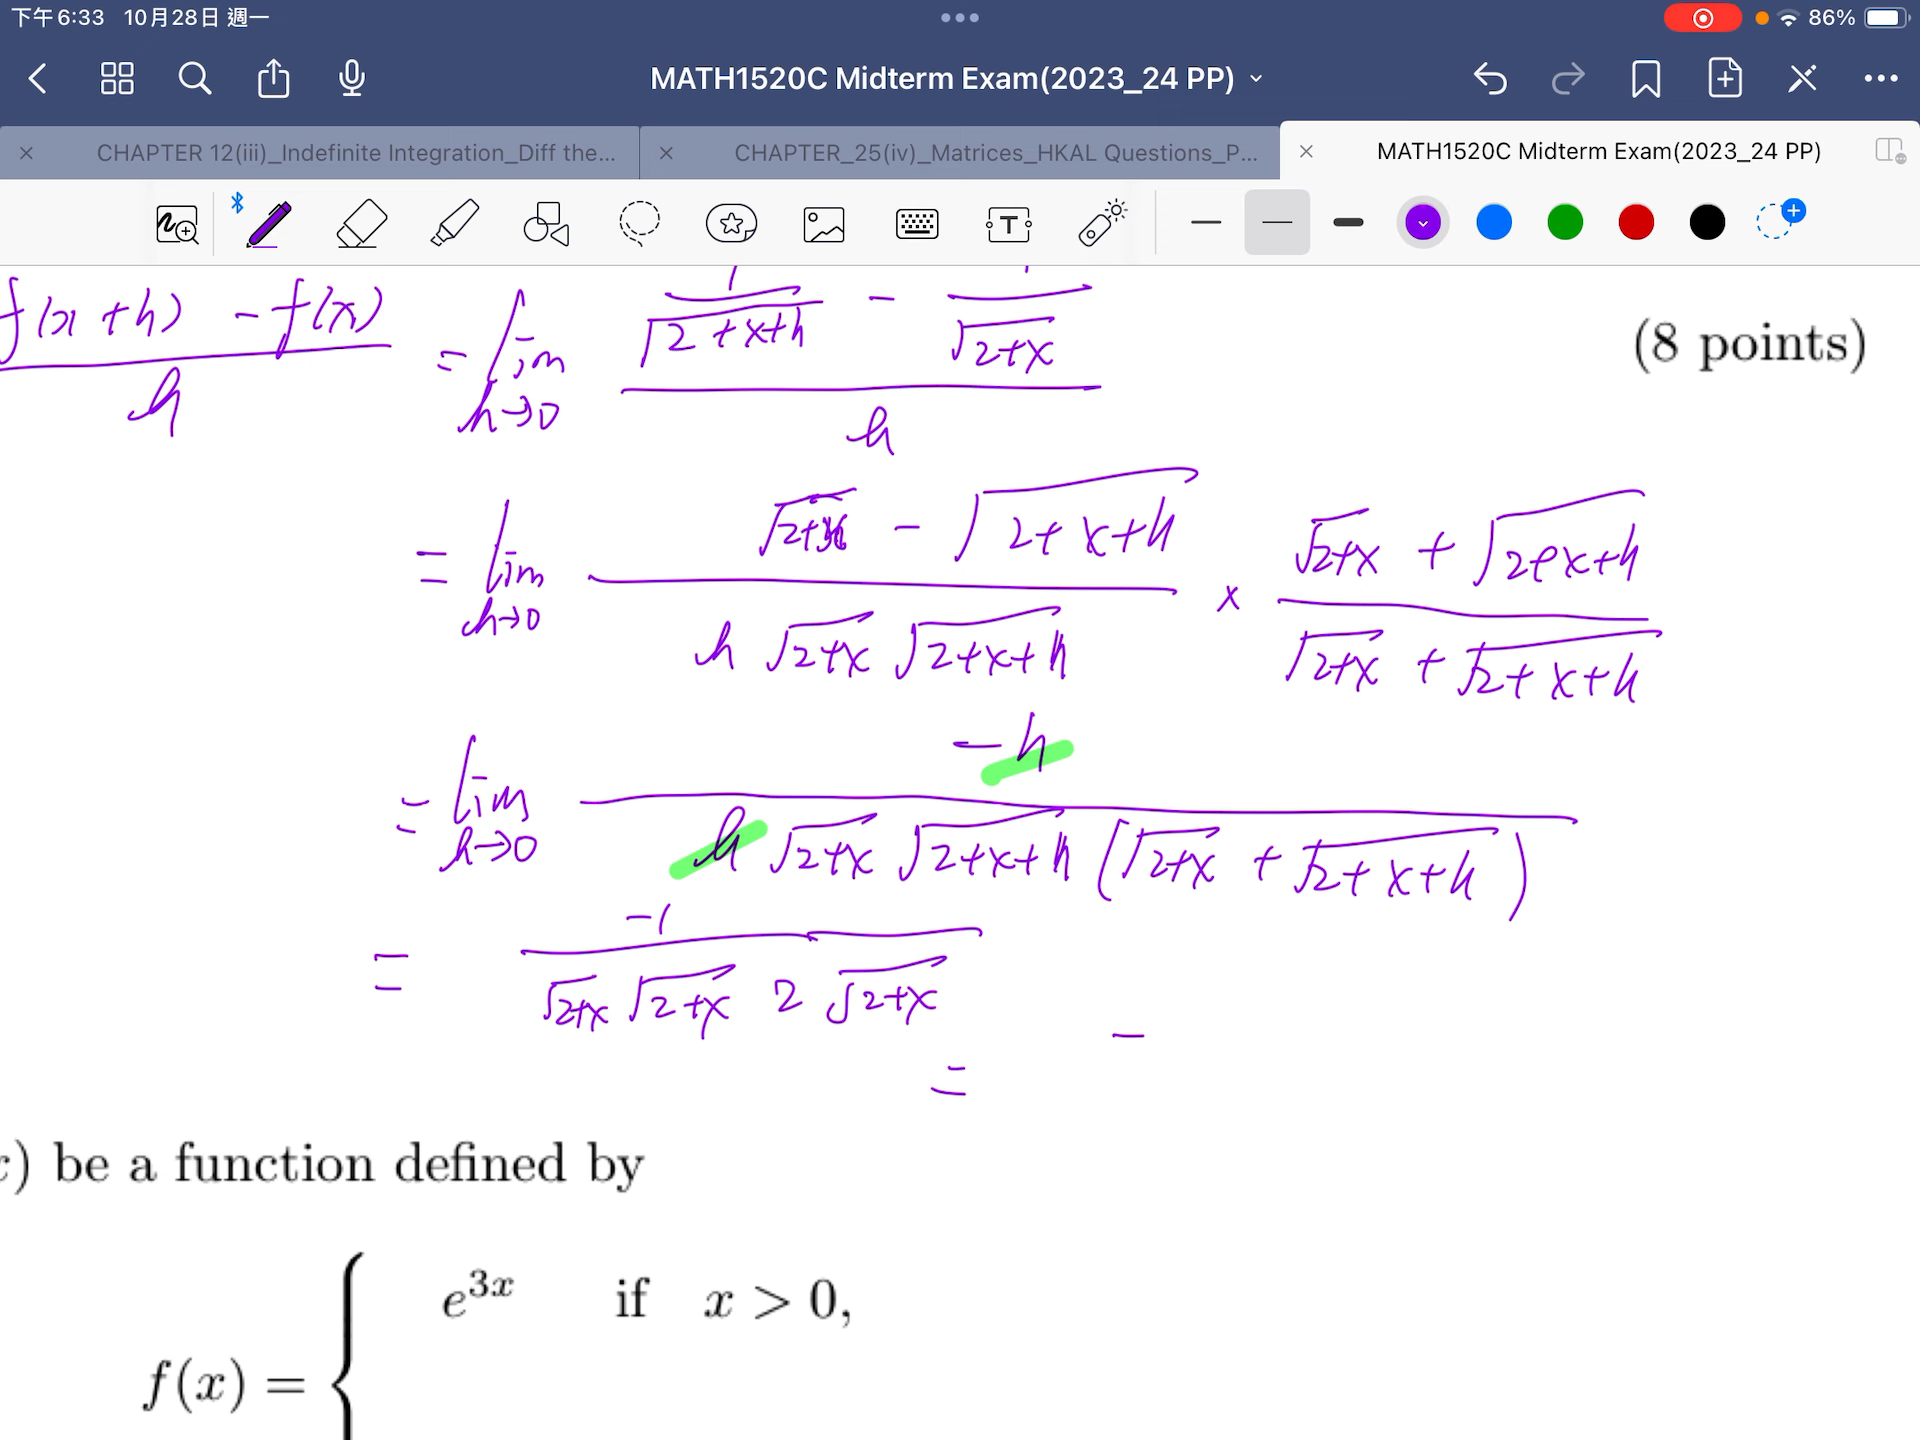 下午6:33 10月28日 週一 86%
MATH1520C Midterm Exam(2023_24 PP)
CHAPTER 12(iii)_Indefinite Integration_Diff the... CHAPTER_25(iv)_Matrices_HKAL Questions_P... MATH1520C Midterm Exam(2023_24 PP)
T
(f(x+h) - f(x))/h = lim h→0 (1/√(2+x+h) - 1/√(2+x))/h (8 points)
= lim h→0 (√(2+x) - √(2+x+h))/(h √(2+x) √(2+x+h)) × (√(2+x) + √(2+x+h))/(√(2+x) + √(2+x+h))
= lim h→0 -h/(h √(2+x) √(2+x+h) (√(2+x) + √(2+x+h)))
= -1/(√(2+x) √(2+x) 2 √(2+x))
= -
) be a function defined by
e^{3x} if x > 0,
f(x) = {